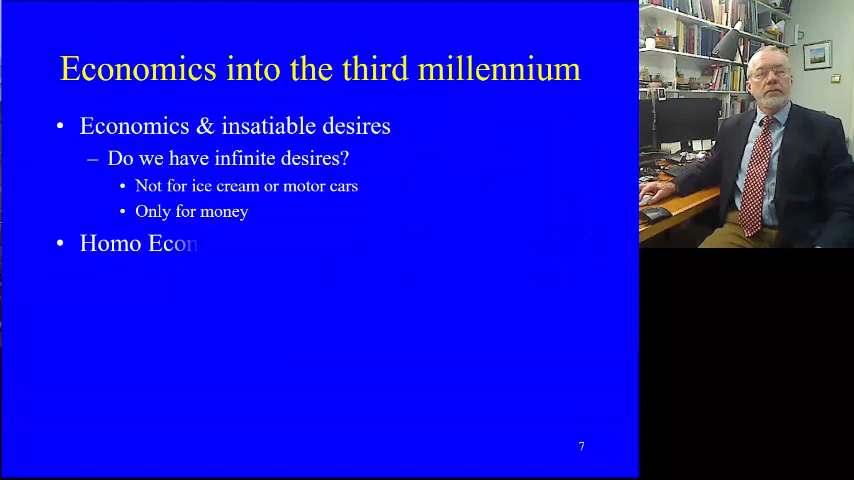 Economics into the third millennium
• Economics & insatiable desires
– Do we have infinite desires?
• Not for ice cream or motor cars
• Only for money
• Homo Econ
7